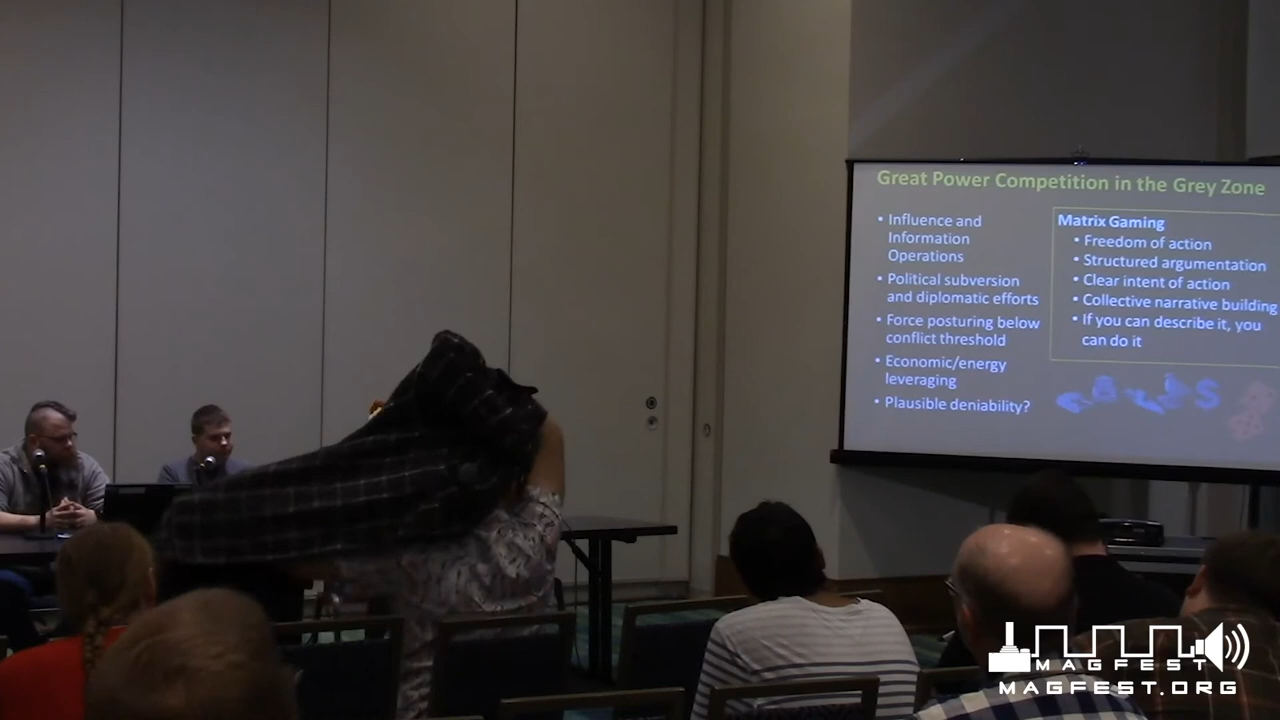 Great Power Competition in the Grey Zone
• Influence and
Information
Operations
• Political subversion
and diplomatic efforts
• Force posturing below
conflict threshold
• Economic/energy
leveraging
• Plausible deniability?
Matrix Gaming
• Freedom of action
• Structured argumentation
• Clear intent of action
• Collective narrative building
• If you can describe it, you
can do it
MAGFEST
MAGFEST.ORG